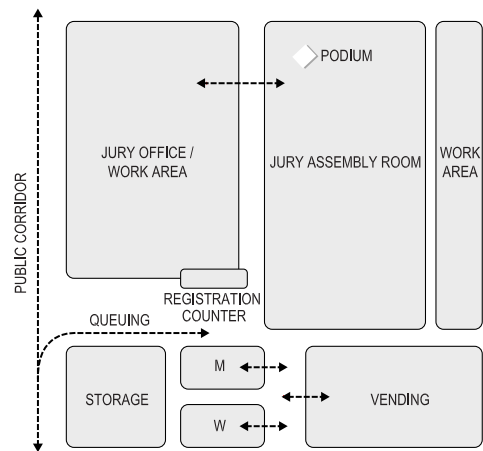 PUBLIC CORRIDOR
PODIUM
JURY OFFICE /
WORK AREA
JURY ASSEMBLY ROOM
WORK
AREA
REGISTRATION
COUNTER
QUEUING
STORAGE
M
W
VENDING